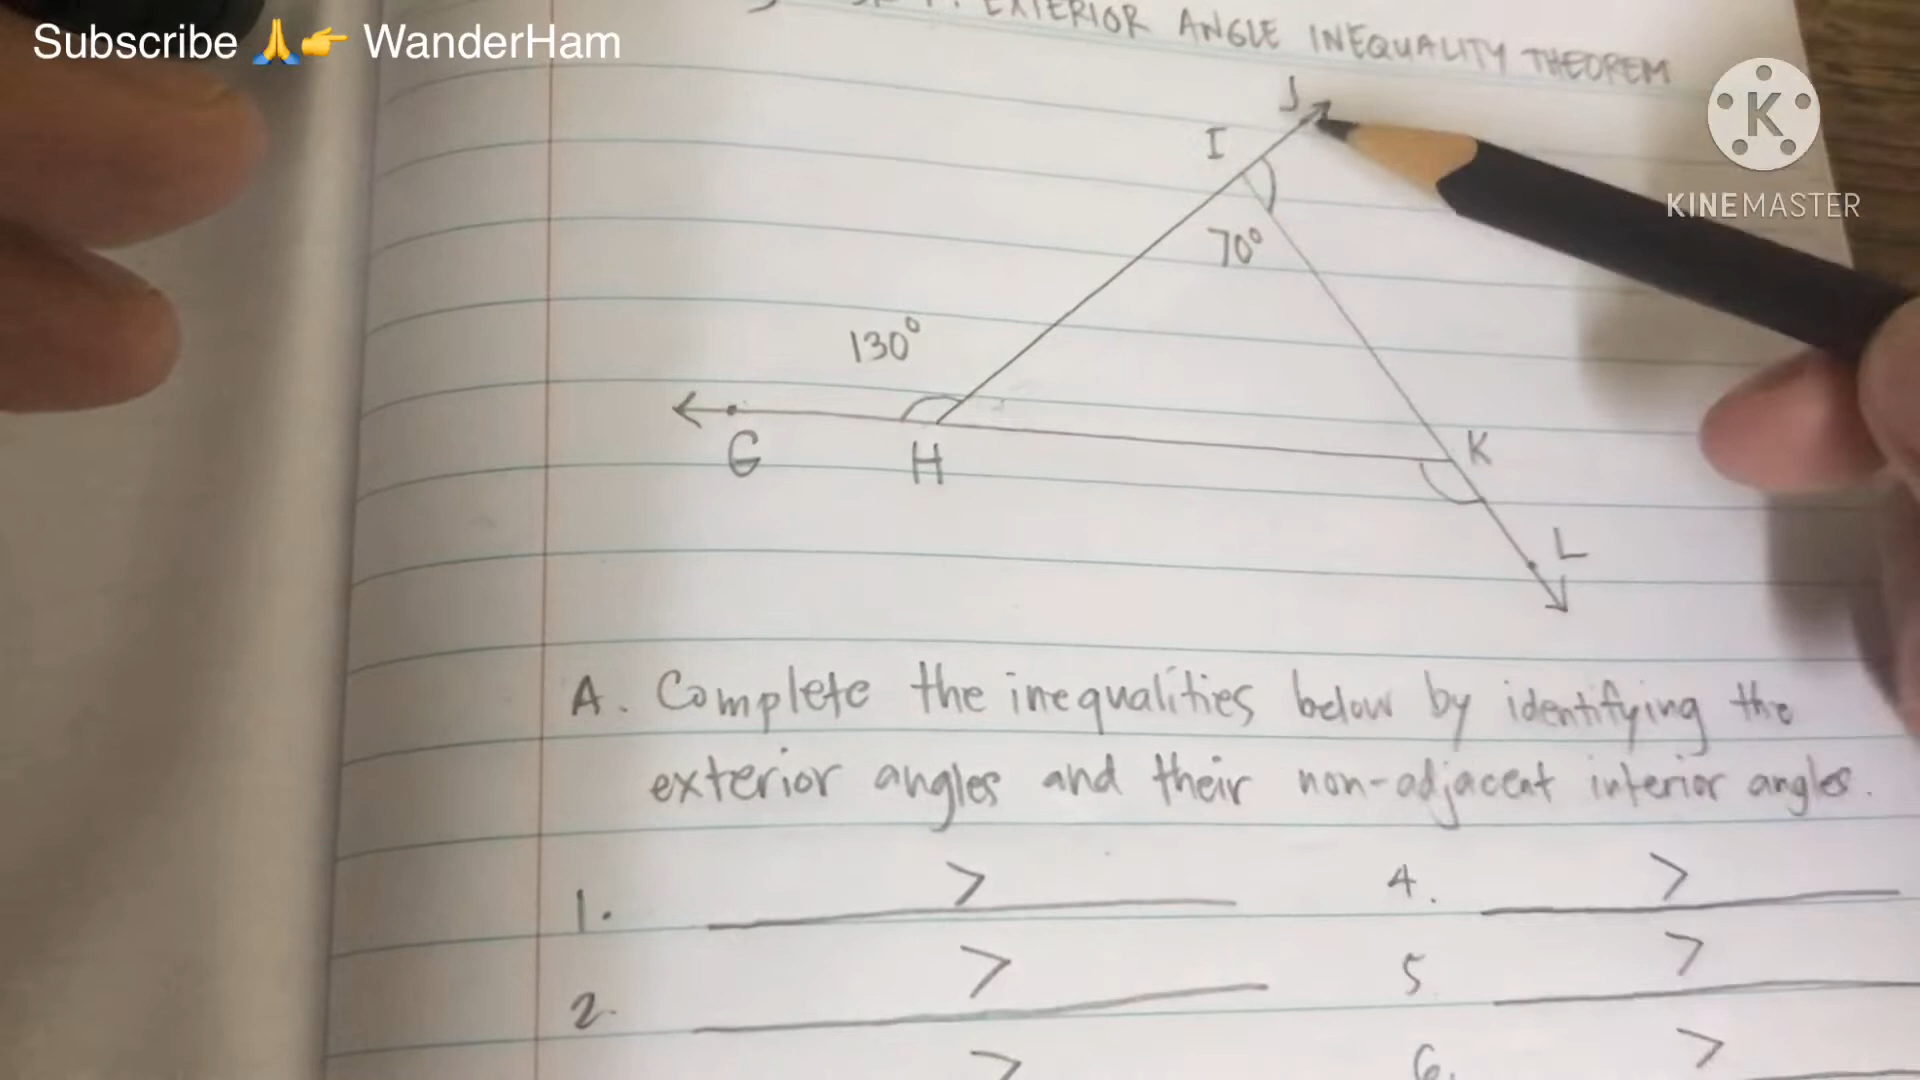 Subscribe 🙏👉 WanderHam
EXTERIOR ANGLE INEQUALITY THEOREM
K
KINEMASTER
J
I
70°
130°
G
H
K
L
A. Complete the inequalities below by identifying the
exterior angles and their non-adjacent interior angles.
1. >
4. >
2. >
5 >
>
6. >